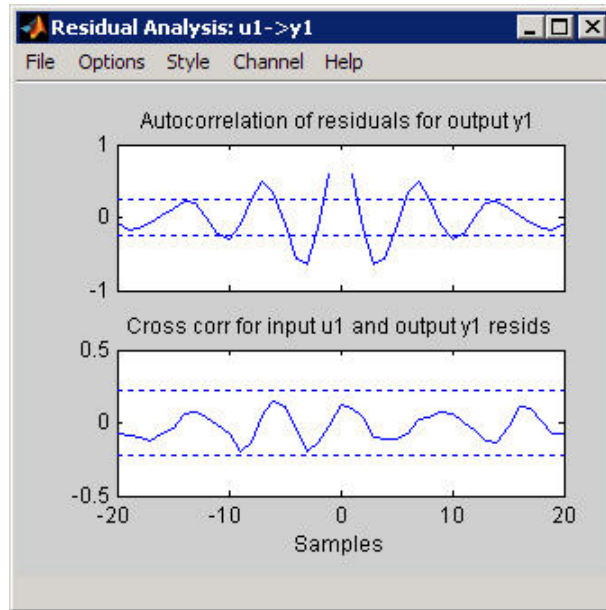 Residual Analysis: u1->y1
File Options Style Channel Help
Autocorrelation of residuals for output y1
1
0
-1
Cross corr for input u1 and output y1 resids
0.5
0
-0.5
-20 -10 0 10 20
Samples